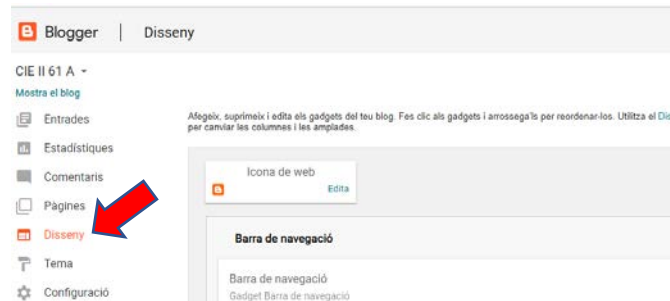 Blogger | Disseny
CIE II 61 A
Mostra el blog
Entrades
Estadístiques
Comentaris
Pàgines
Disseny
Tema
Configuració
Afegeix, suprimeix i edita els gadgets del teu blog. Fes clic als gadgets i arrossega'ls per reordenar-los. Utilitza el
per canviar les columnes i les amplades.
Icona de web
Edita
Barra de navegació
Barra de navegació
Gadget Barra de navegació